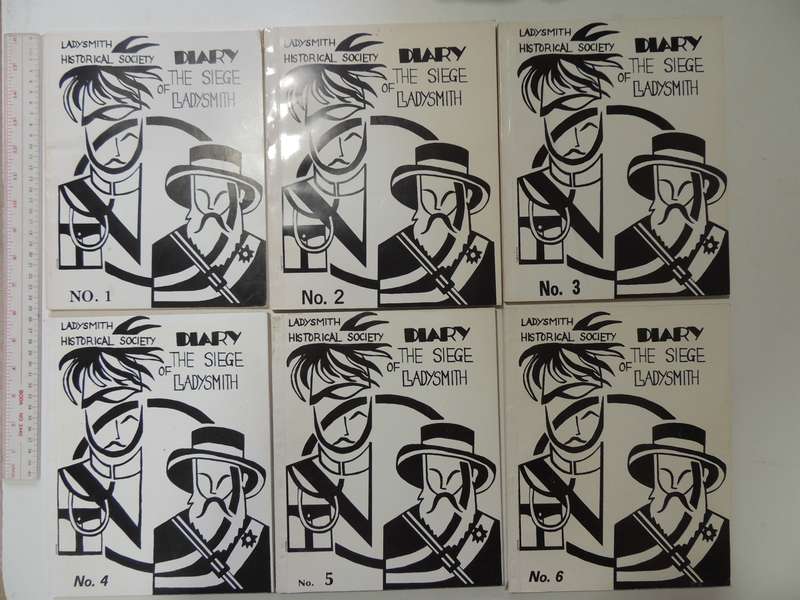 LADYSMITH
HISTORICAL SOCIETY
DIARY
OF THE SIEGE
LADYSMITH
NO. 1
LADYSMITH
HISTORICAL SOCIETY
DIARY
OF THE SIEGE
LADYSMITH
No. 2
LADYSMITH
HISTORICAL SOCIETY
DIARY
OF THE SIEGE
LADYSMITH
No. 3
LADYSMITH
HISTORICAL SOCIETY
DIARY
OF THE SIEGE
LADYSMITH
No. 4
LADYSMITH
HISTORICAL SOCIETY
DIARY
OF THE SIEGE
LADYSMITH
No. 5
LADYSMITH
HISTORICAL SOCIETY
DIARY
OF THE SIEGE
LADYSMITH
No. 6